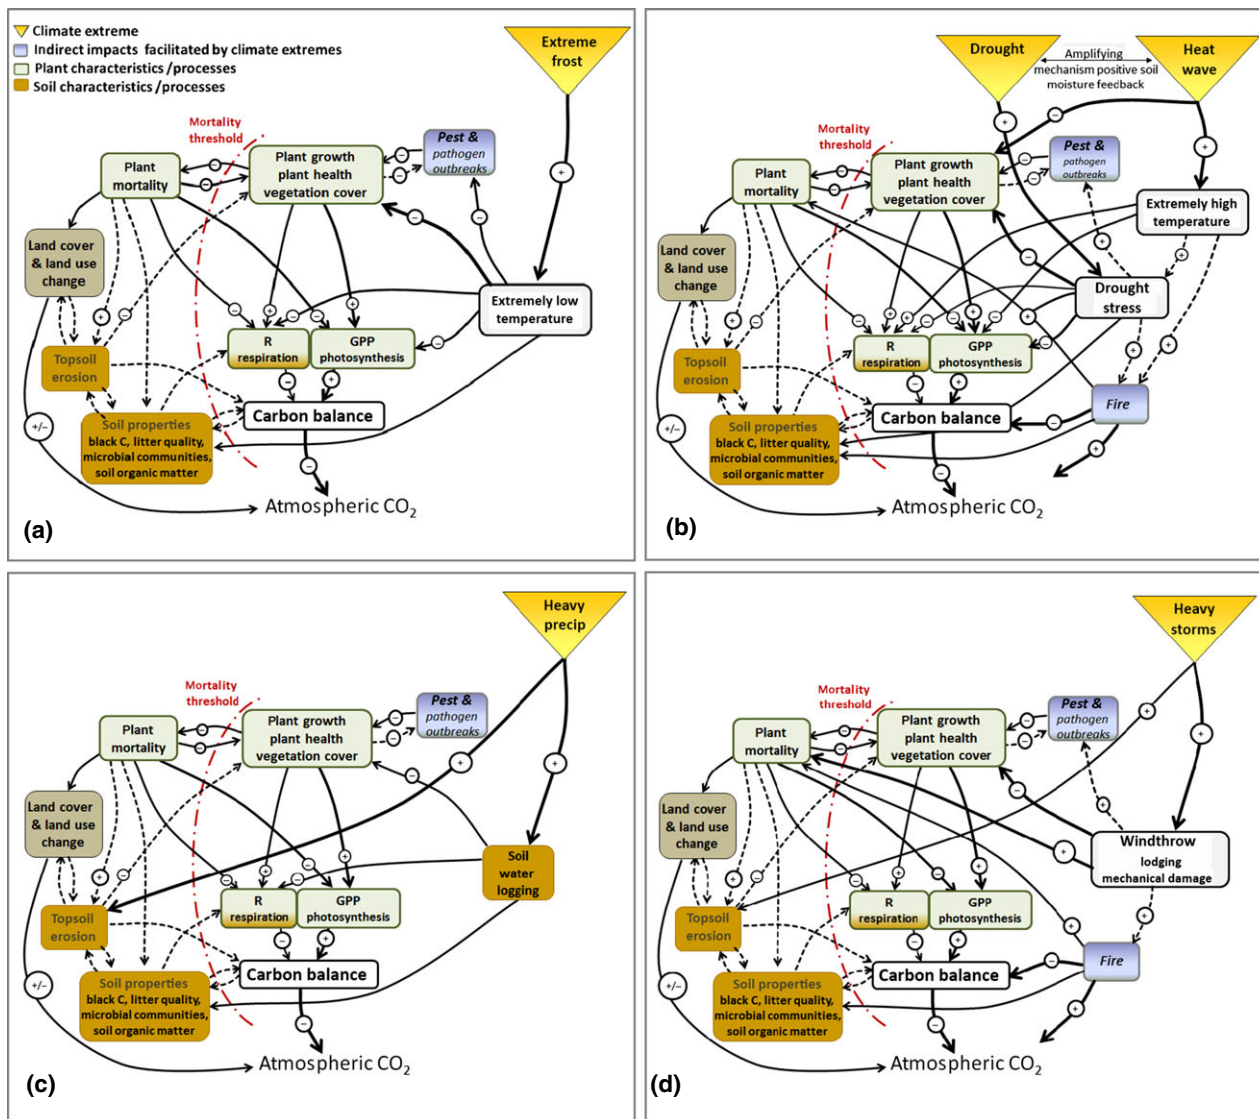 Climate extreme
Indirect impacts facilitated by climate extremes
Plant characteristics/processes
Soil characteristics/processes
Extreme
frost
+
Mortality
threshold
Plant
mortality
Plant growth
plant health
vegetation cover
Pest &
pathogen
outbreaks
Land cover
& land use
change
Extremely low
temperature
Topsoil
erosion
R
respiration
GPP
photosynthesis
Carbon balance
Soil properties
black C, litter quality,
microbial communities,
soil organic matter
+/−
Atmospheric CO2
(a)
Drought
Amplifying
mechanism positive soil
moisture feedback
Heat
wave
Mortality
threshold
Plant
mortality
Plant growth
plant health
vegetation cover
Pest &
pathogen
outbreaks
Extremely high
temperature
Land cover
& land use
change
Drought
stress
Topsoil
erosion
R
respiration
GPP
photosynthesis
Fire
Carbon balance
Soil properties
black C, litter quality,
microbial communities,
soil organic matter
+/−
Atmospheric CO2
(b)
Heavy
precip
Mortality
threshold
Plant
mortality
Plant growth
plant health
vegetation cover
Pest &
pathogen
outbreaks
Land cover
& land use
change
Soil
water
logging
Topsoil
erosion
R
respiration
GPP
photosynthesis
Carbon balance
Soil properties
black C, litter quality,
microbial communities,
soil organic matter
+/−
Atmospheric CO2
(c)
Heavy
storms
Mortality
threshold
Plant
mortality
Plant growth
plant health
vegetation cover
Pest &
pathogen
outbreaks
Land cover
& land use
change
Windthrow
lodging
mechanical damage
Topsoil
erosion
R
respiration
GPP
photosynthesis
Fire
Carbon balance
Soil properties
black C, litter quality,
microbial communities,
soil organic matter
+/−
Atmospheric CO2
(d)